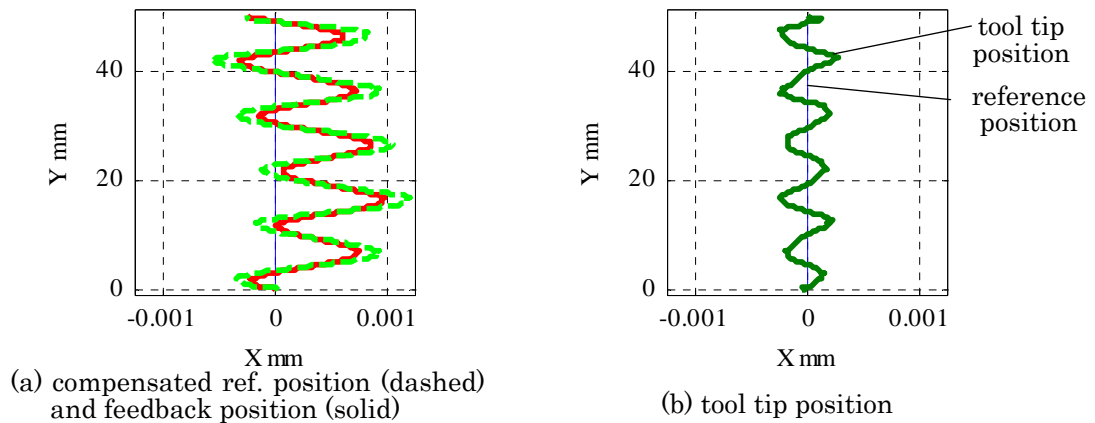 40
20
0
Y mm
-0.001
0
0.001
X mm
(a) compensated ref. position (dashed)
and feedback position (solid)
40
20
0
Y mm
-0.001
0
0.001
X mm
tool tip
position
reference
position
(b) tool tip position